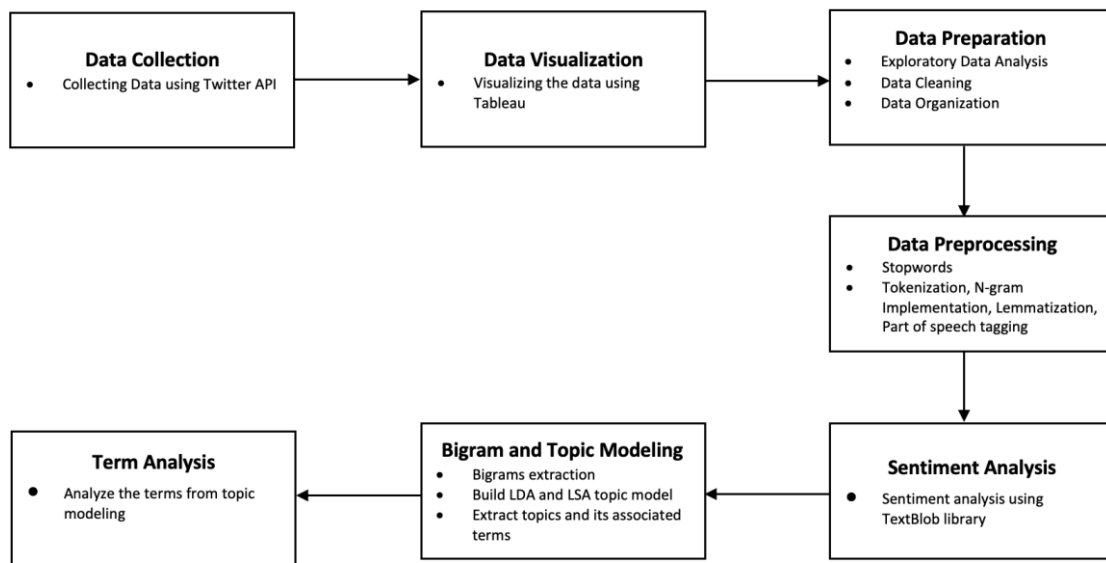 Data Collection
• Collecting Data using Twitter API
Data Visualization
• Visualizing the data using
Tableau
Data Preparation
• Exploratory Data Analysis
• Data Cleaning
• Data Organization
Data Preprocessing
• Stopwords
• Tokenization, N-gram
Implementation, Lemmatization,
Part of speech tagging
Sentiment Analysis
• Sentiment analysis using
TextBlob library
Bigram and Topic Modeling
• Bigrams extraction
• Build LDA and LSA topic model
• Extract topics and its associated
terms
Term Analysis
• Analyze the terms from topic
modeling